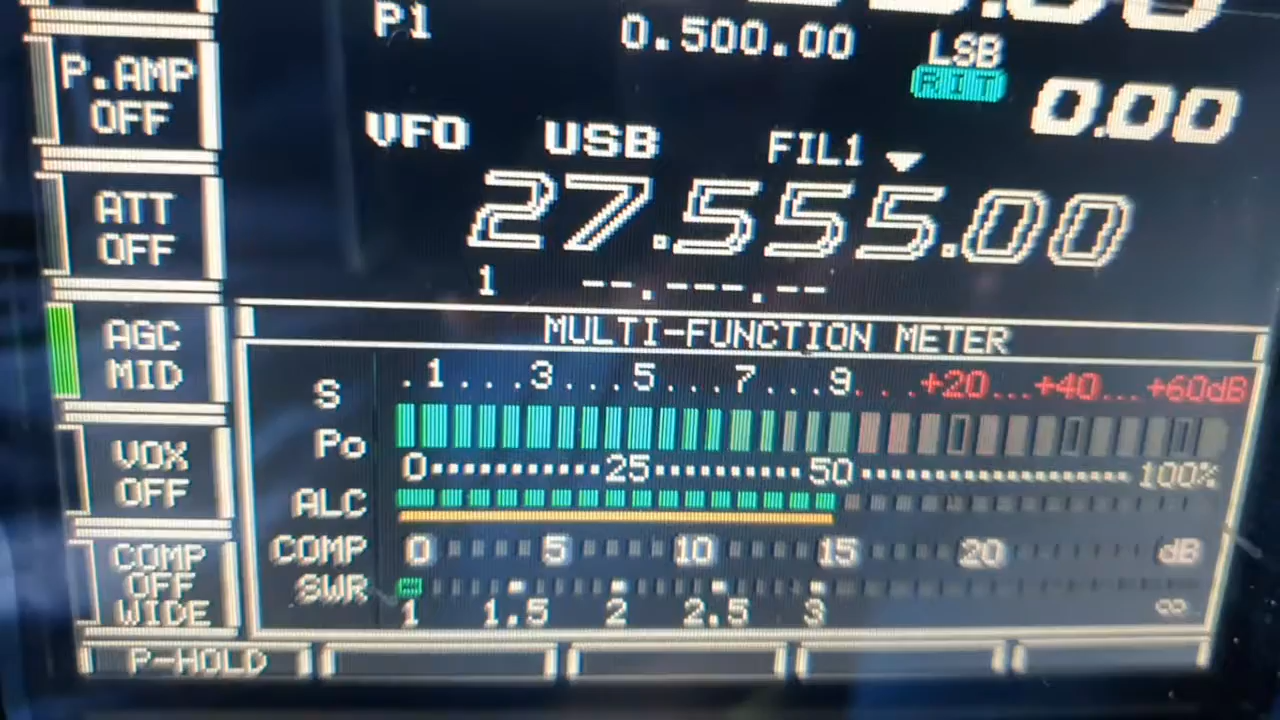 P1
0.500.00
LSB
RIT
0.00
P.AMP
OFF
VFO USB FIL1
27.555.00
ATT
OFF
1 --.---.--
MULTI-FUNCTION METER
AGC
MID
S .1...3...5...7...9...+20...+40...+60dB
Po
0 25 50 100%
VOX
OFF
ALC
COMP 0 5 10 15 20 dB
COMP
OFF
WIDE
SWR
1 1.5 2 2.5 3 ∞
P-HOLD